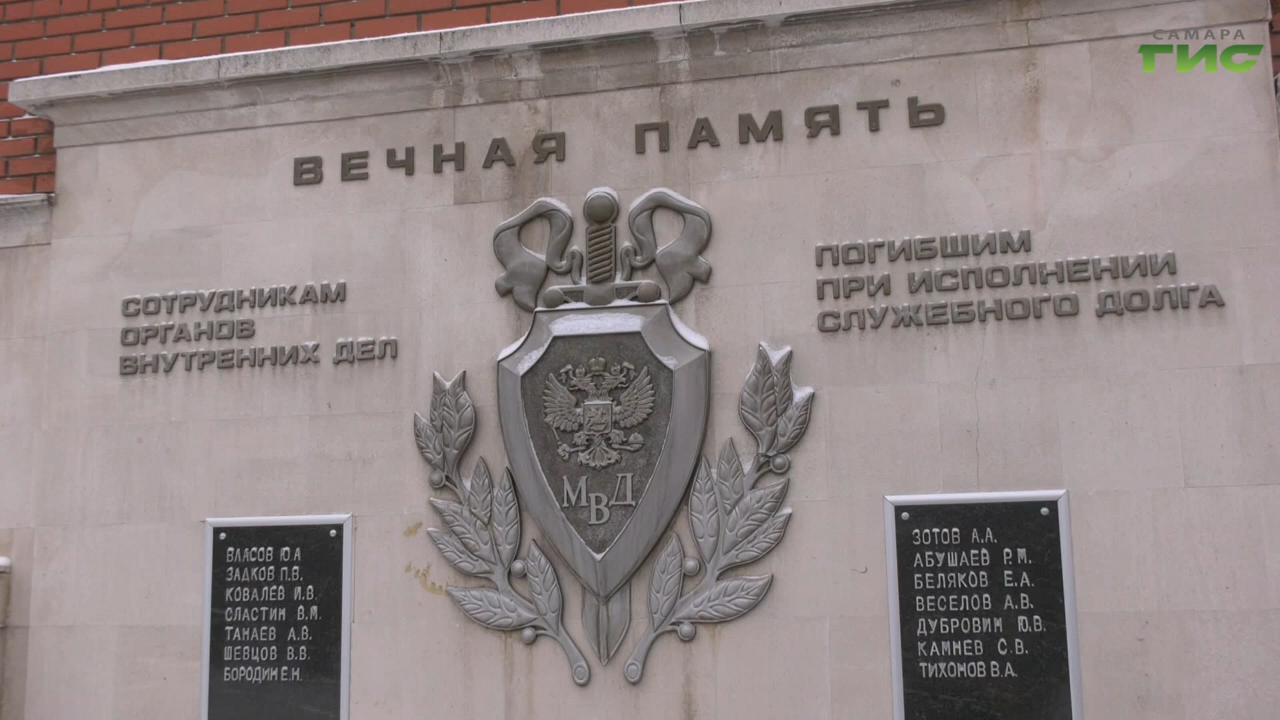 САМАРА
ГИС
ВЕЧНАЯ ПАМЯТЬ
СОТРУДНИКАМ
ОРГАНОВ
ВНУТРЕННИХ ДЕЛ
ПОГИБШИМ
ПРИ ИСПОЛНЕНИИ
СЛУЖЕБНОГО ДОЛГА
МВД
ВЛАСОВ Ю.А
ЗАДКОВ П.В.
КОВАЛЁВ И.В.
СЛАСТИН В.М.
ТАНАЕВ А.В.
ШЕВЦОВ В.В.
БОРОДИН Е.Н.
ЗОТОВ А.А.
АБУШАЕВ Р.М.
БЕЛЯКОВ Е.А.
ВЕСЕЛОВ А.В.
ДУБРОВИН Ю.В.
КАМНЕВ С.В.
ТИХОНОВ В.А.